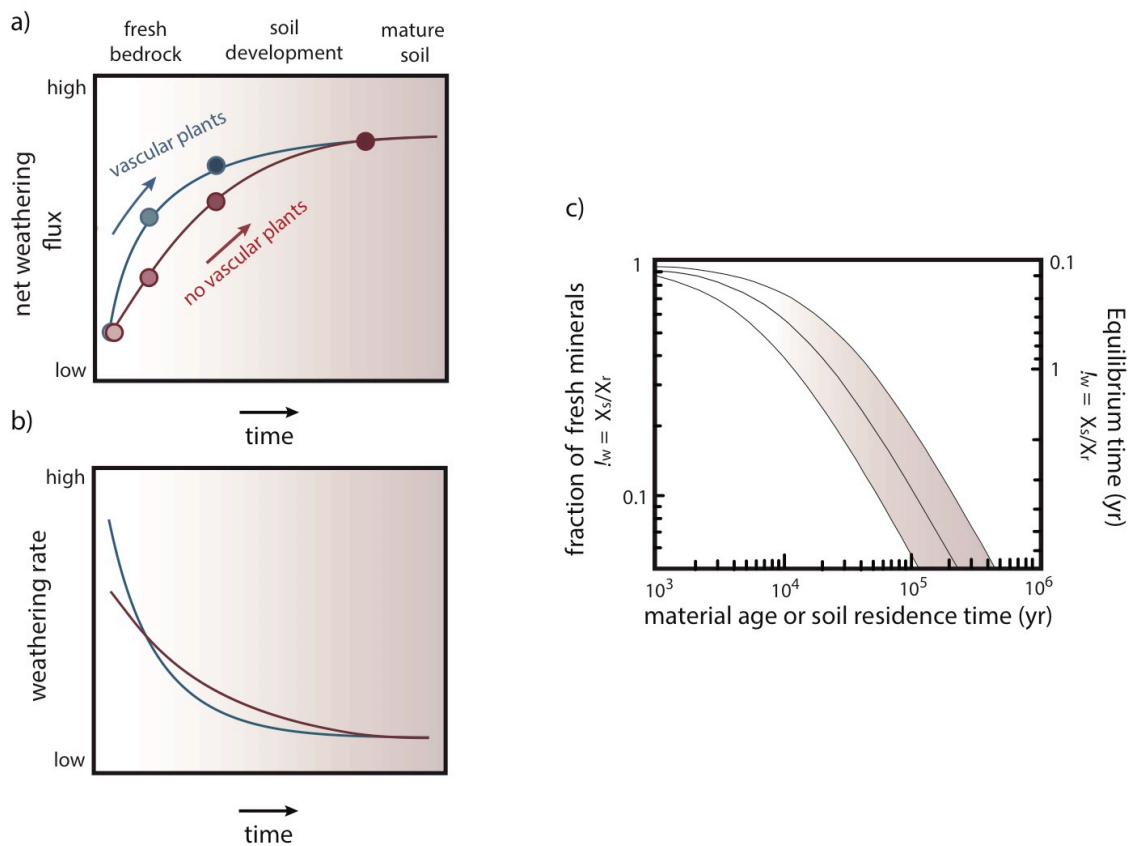 a)
fresh
bedrock
soil
development
mature
soil
high
net weathering
flux
low
vascular plants
no vascular plants
time
b)
high
weathering rate
low
time
c)
1
0.1
fraction of fresh minerals
!w = Xs/Xr
0.1
1
Equilibrium time (yr)
!w = Xs/Xr
10³
10⁴
10⁵
10⁶
material age or soil residence time (yr)